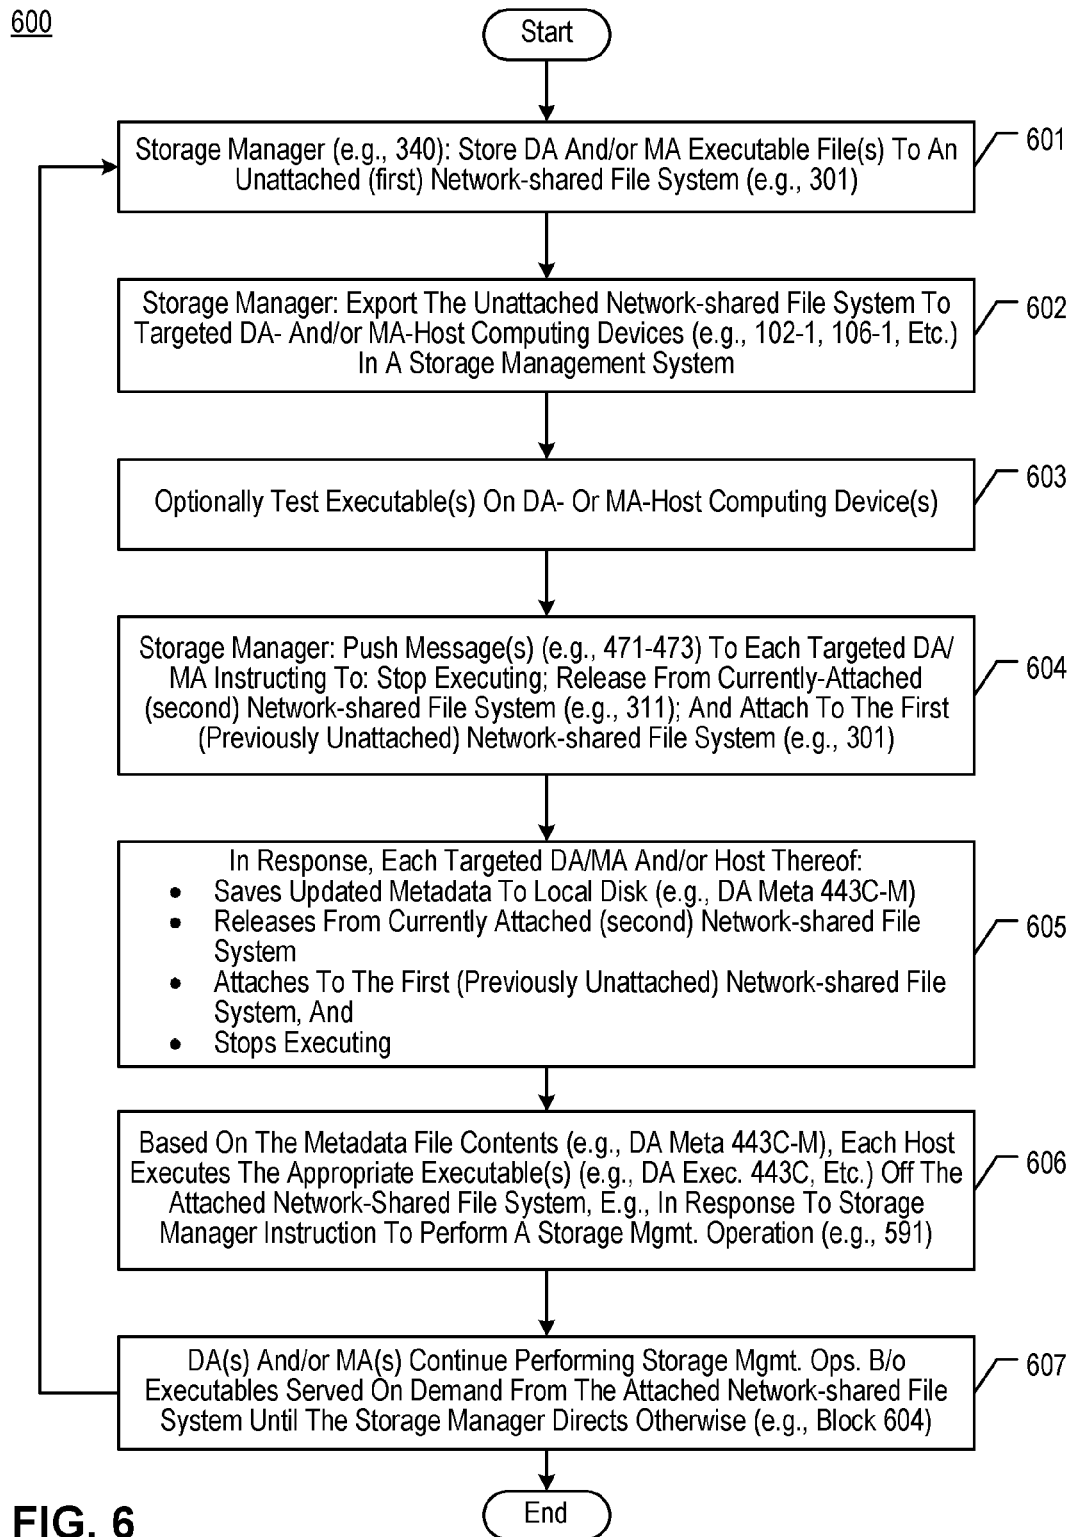 600
Start
Storage Manager (e.g., 340): Store DA And/or MA Executable File(s) To An
Unattached (first) Network-shared File System (e.g., 301)
601
Storage Manager: Export The Unattached Network-shared File System To
Targeted DA- And/or MA-Host Computing Devices (e.g., 102-1, 106-1, Etc.)
In A Storage Management System
602
Optionally Test Executable(s) On DA- Or MA-Host Computing Device(s)
603
Storage Manager: Push Message(s) (e.g., 471-473) To Each Targeted DA/
MA Instructing To: Stop Executing; Release From Currently-Attached
(second) Network-shared File System (e.g., 311); And Attach To The First
(Previously Unattached) Network-shared File System (e.g., 301)
604
In Response, Each Targeted DA/MA And/or Host Thereof:
• Saves Updated Metadata To Local Disk (e.g., DA Meta 443C-M)
• Releases From Currently Attached (second) Network-shared File
System
• Attaches To The First (Previously Unattached) Network-shared File
System, And
• Stops Executing
605
Based On The Metadata File Contents (e.g., DA Meta 443C-M), Each Host
Executes The Appropriate Executable(s) (e.g., DA Exec. 443C, Etc.) Off The
Attached Network-Shared File System, E.g., In Response To Storage
Manager Instruction To Perform A Storage Mgmt. Operation (e.g., 591)
606
DA(s) And/or MA(s) Continue Performing Storage Mgmt. Ops. B/o
Executables Served On Demand From The Attached Network-shared File
System Until The Storage Manager Directs Otherwise (e.g., Block 604)
607
End
FIG. 6